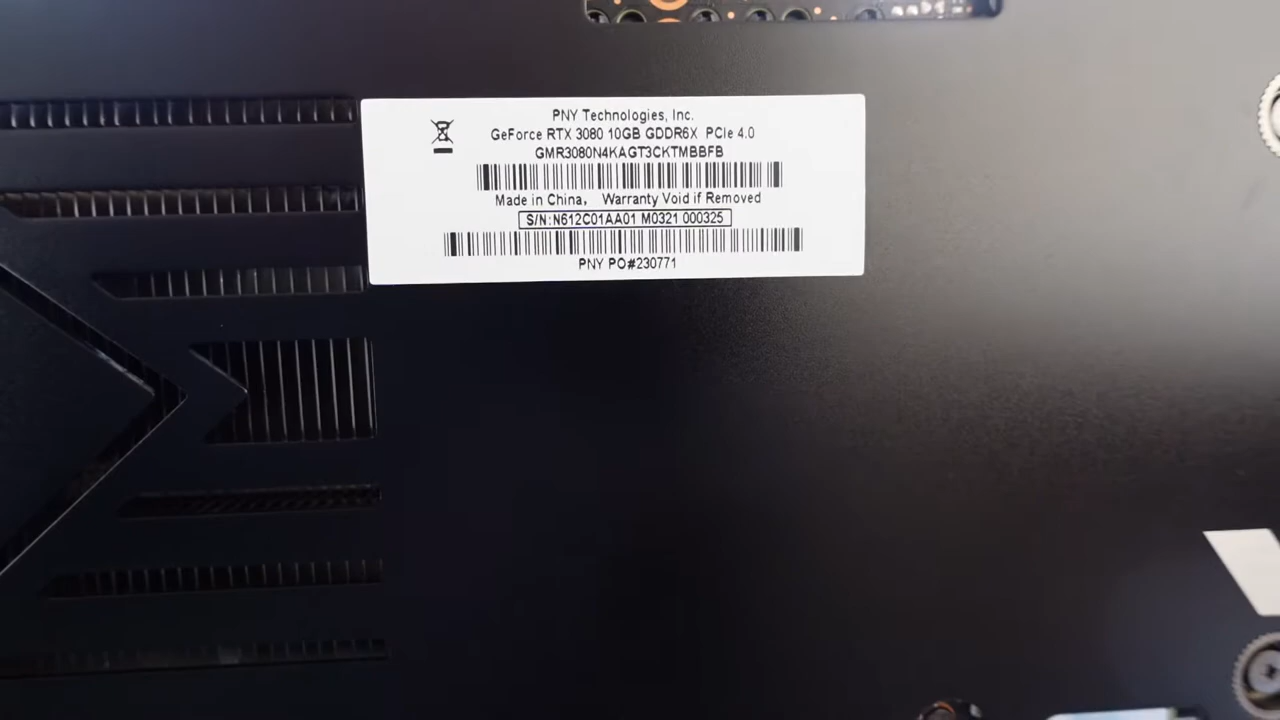 PNY Technologies, Inc.
GeForce RTX 3080 10GB GDDR6X PCIe 4.0
GMR3080N4KAGT3CKTMBBFB
Made in China, Warranty Void if Removed
S/N:N612C01AA01 M0321 000325
PNY PO#230771